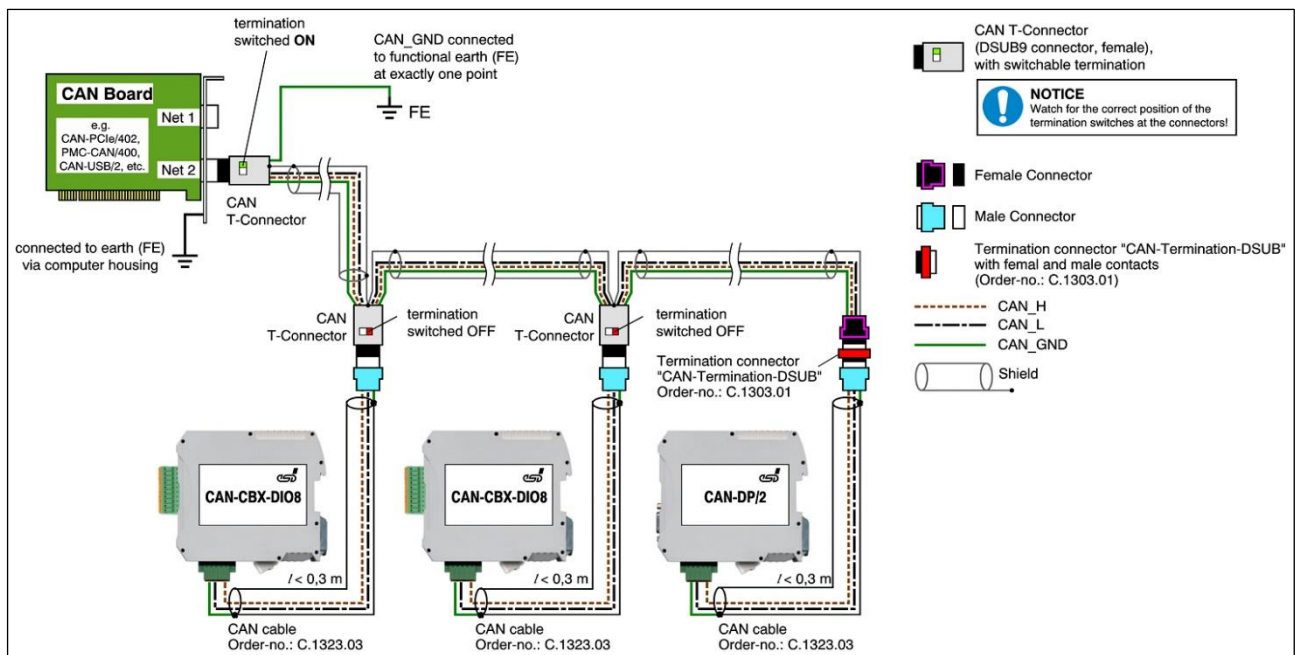 termination
switched ON
CAN_GND connected
to functional earth (FE)
at exactly one point
FE
CAN Board
e.g.
CAN-PCIe/402,
PMC-CAN/400,
CAN-USB/2, etc.
Net 1
Net 2
CAN
T-Connector
connected to earth (FE)
via computer housing
CAN T-Connector
(DSUB9 connector, female),
with switchable termination
NOTICE
Watch for the correct position of the
termination switches at the connectors!
Female Connector
Male Connector
Termination connector "CAN-Termination-DSUB"
with femal and male contacts
(Order-no.: C.1303.01)
CAN_H
CAN_L
CAN_GND
Shield
CAN
T-Connector
termination
switched OFF
CAN
T-Connector
termination
switched OFF
Termination connector
"CAN-Termination-DSUB"
Order-no.: C.1303.01
esd
CAN-CBX-DIO8
esd
CAN-CBX-DIO8
esd
CAN-DP/2
l < 0,3 m
l < 0,3 m
l < 0,3 m
CAN cable
Order-no.: C.1323.03
CAN cable
Order-no.: C.1323.03
CAN cable
Order-no.: C.1323.03